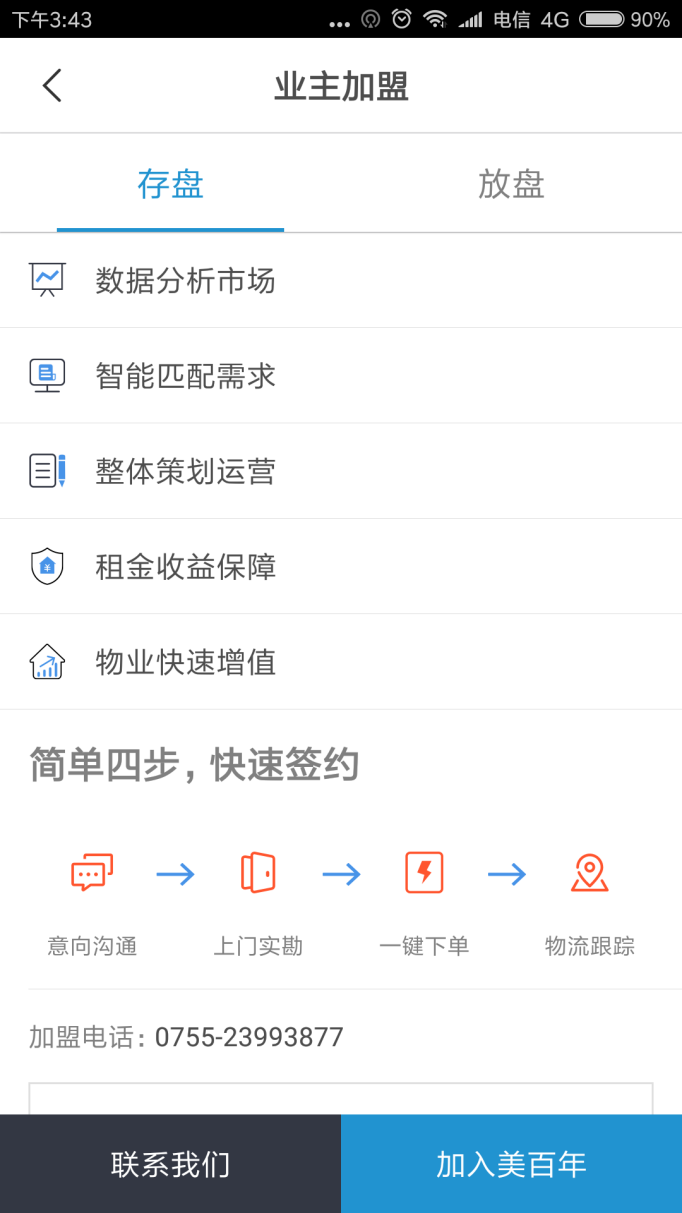 下午3:43
... 电信 4G 90%
业主加盟
存盘 放盘
数据分析市场
智能匹配需求
整体策划运营
租金收益保障
物业快速增值
简单四步，快速签约
意向沟通 上门实勘 一键下单 物流跟踪
加盟电话：0755-23993877
联系我们 加入美百年